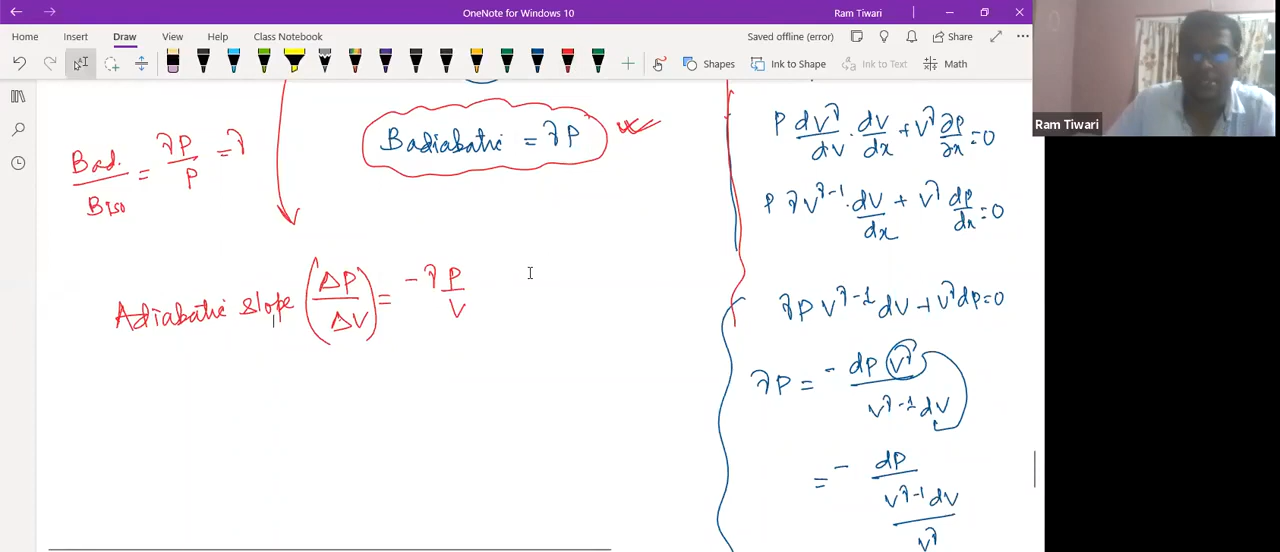 OneNote for Windows 10
Ram Tiwari
Home Insert Draw View Help Class Notebook
Saved offline (error) Share
Shapes Ink to Shape Ink to Text Math
Badiabatic = γP
Bad./Biso = γP/P = γ
Adiabatic slope (ΔP/ΔV) = -γP/V
P dV^γ/dV · dV/dx + V^γ ∂P/∂x = 0
P γV^γ-1 · dV/dx + V^γ dp/dx = 0
γP V^γ-1 dV + V^γ dP = 0
γP = - dP V^γ / V^γ-1 dV
= - dP / V^γ-1 dV / V^γ
Ram Tiwari